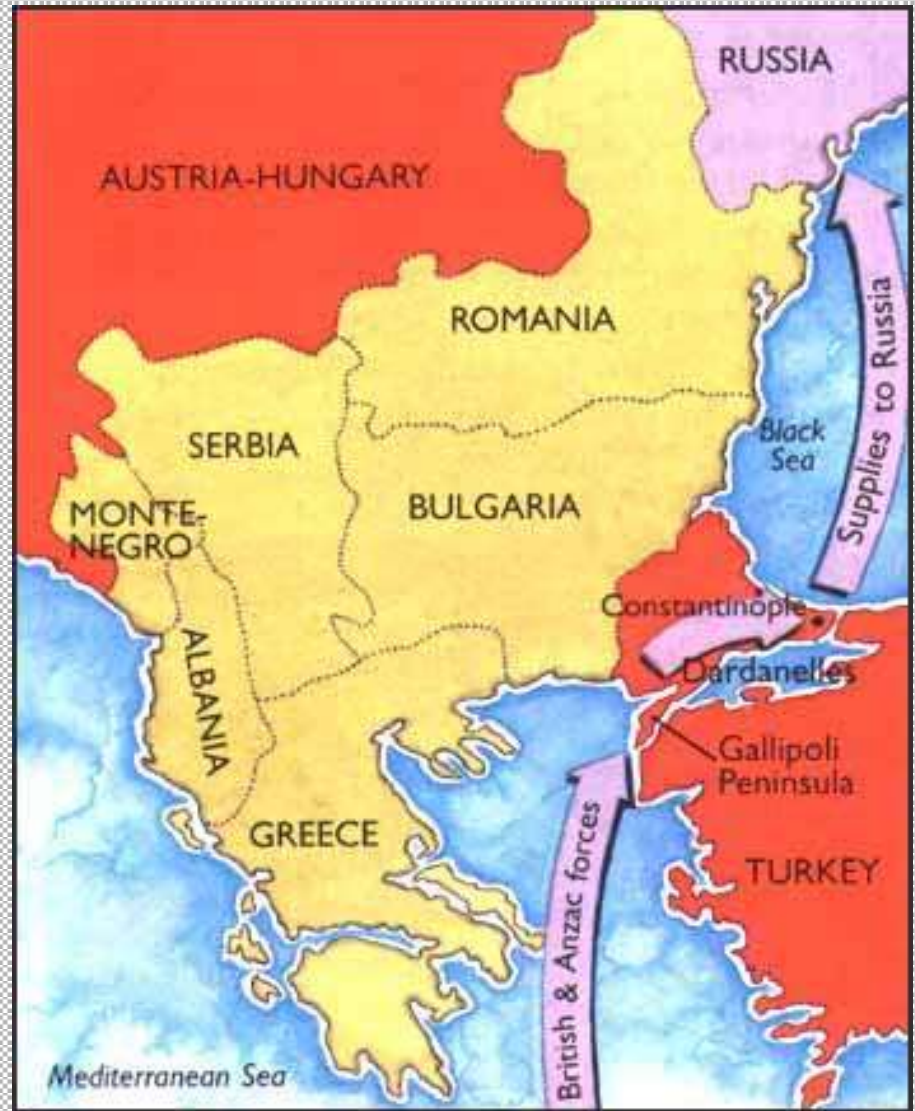 RUSSIA
AUSTRIA-HUNGARY
ROMANIA
Supplies to Russia
SERBIA
Black
Sea
BULGARIA
MONTE-
NEGRO
Constantinople
ALBANIA
Dardanelles
Gallipoli
Peninsula
GREECE
TURKEY
British & Anzac forces
Mediterranean Sea